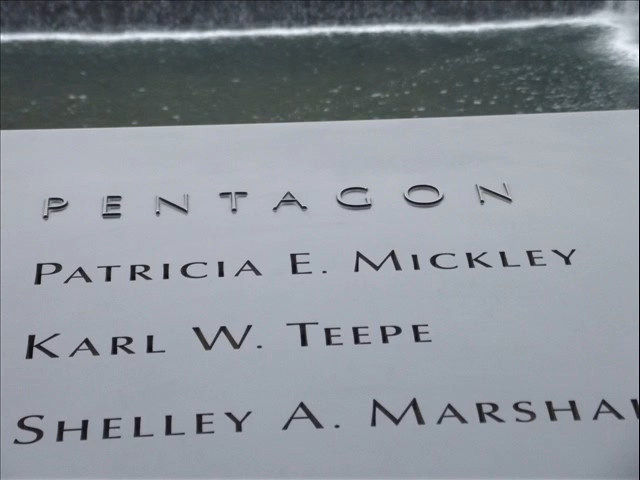 PENTAGON
PATRICIA E. MICKLEY
KARL W. TEEPE
SHELLEY A.